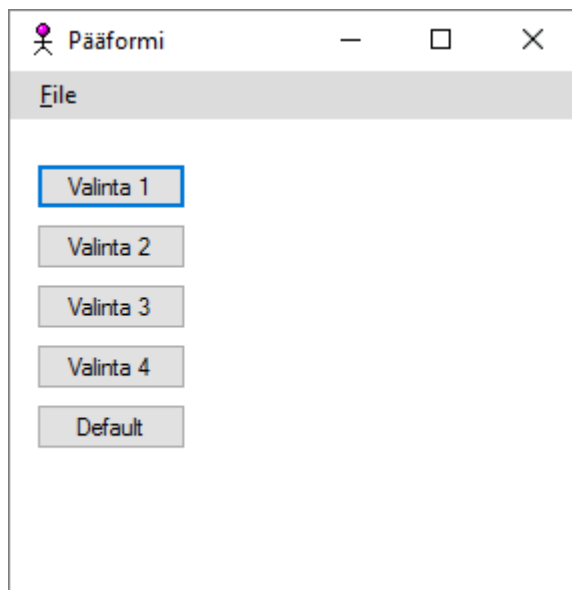 Pääformi
File
Valinta 1
Valinta 2
Valinta 3
Valinta 4
Default